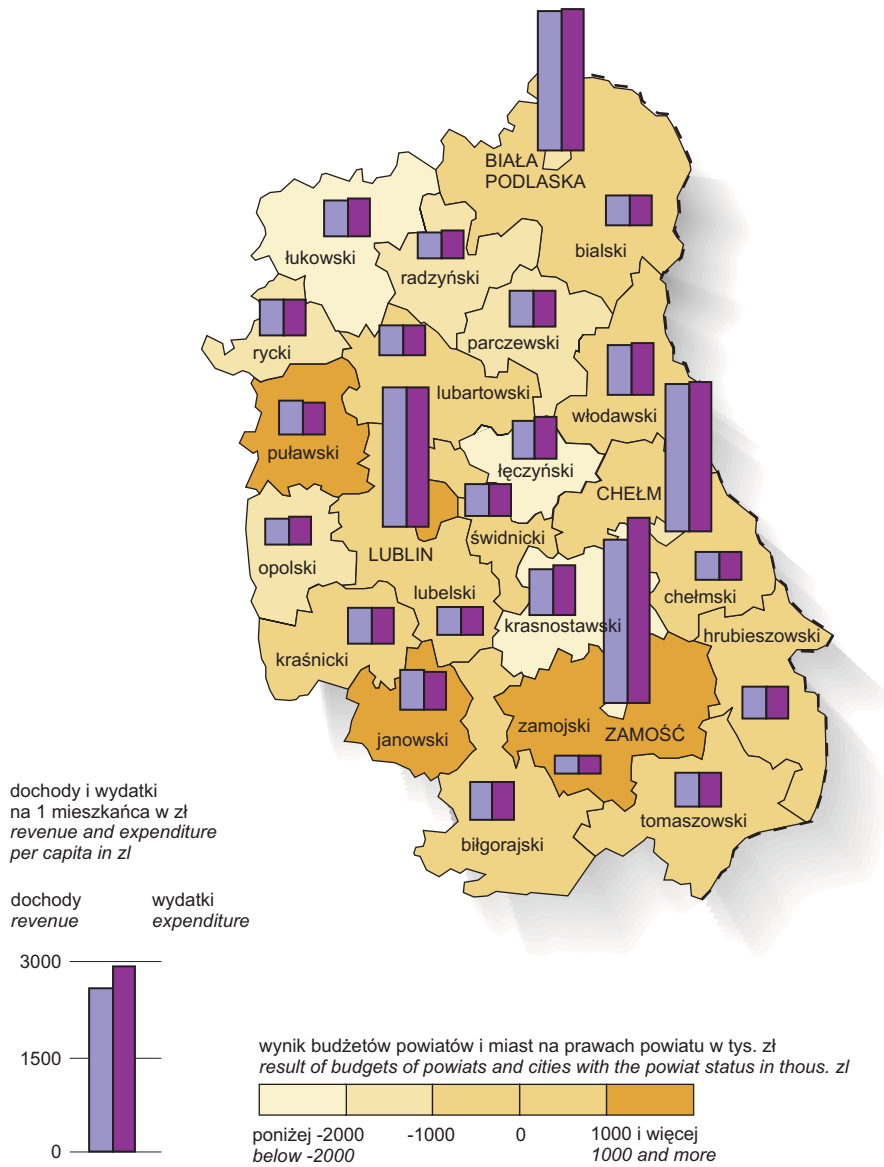 BIAŁA
PODLASKA
bialski
łukowski
radzyński
rycki
parczewski
lubartowski
włodawski
puławski
łęczyński
CHEŁM
świdnicki
opolski
LUBLIN
lubelski
krasnostawski
chełmski
hrubieszowski
kraśnicki
janowski
zamojski
ZAMOŚĆ
biłgorajski
tomaszowski
dochody i wydatki
na 1 mieszkańca w zł
revenue and expenditure
per capita in zl
dochody
revenue
wydatki
expenditure
3000
1500
0
wynik budżetów powiatów i miast na prawach powiatu w tys. zł
result of budgets of powiats and cities with the powiat status in thous. zl
poniżej -2000 -1000 0 1000 i więcej
below -2000 1000 and more